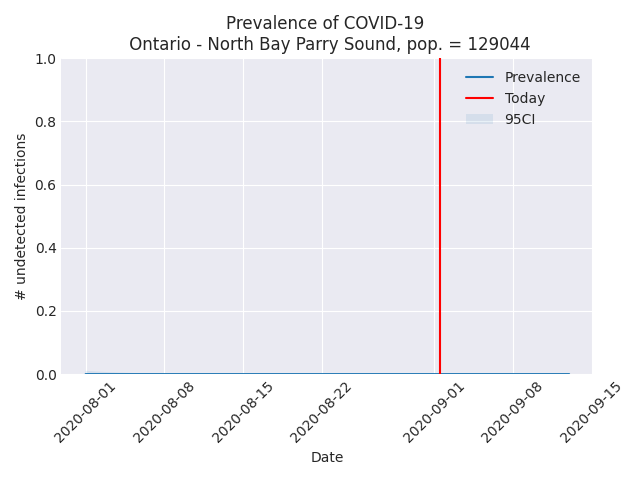 Prevalence of COVID-19
Ontario - North Bay Parry Sound, pop. = 129044
# undetected infections
1.0
0.8
0.6
0.4
0.2
0.0
Prevalence
Today
95CI
2020-08-01
2020-08-08
2020-08-15
2020-08-22
2020-09-01
2020-09-08
2020-09-15
Date